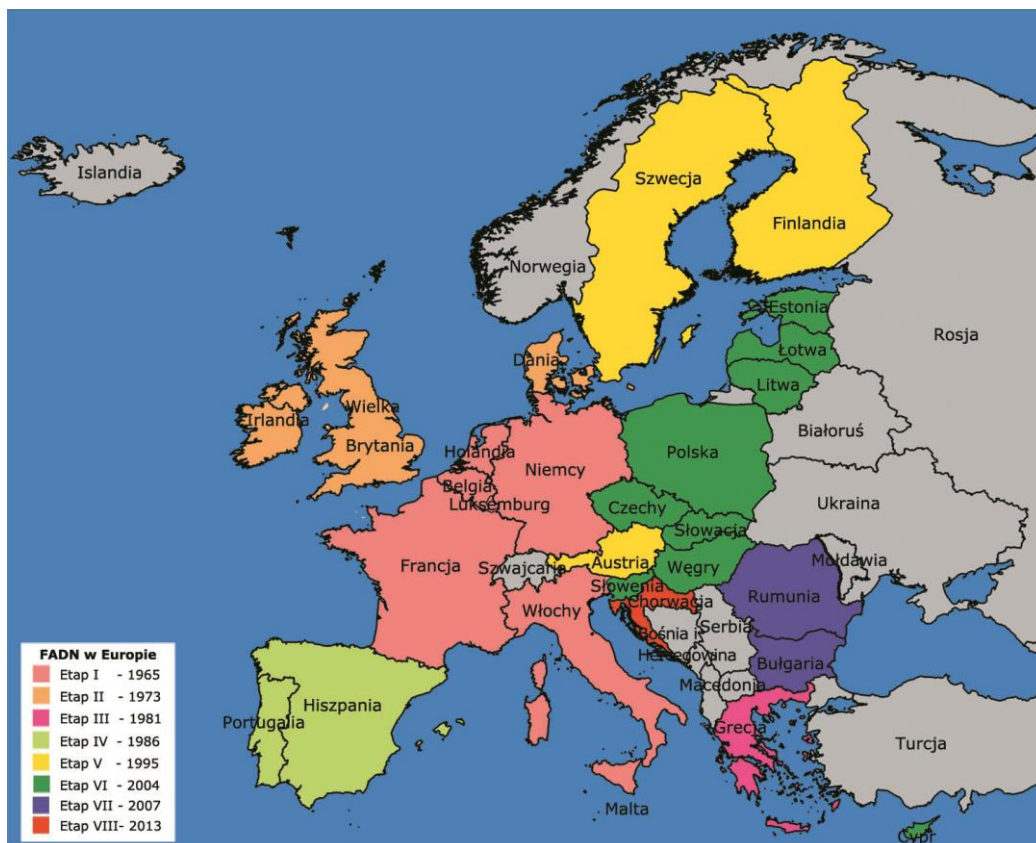 Islandia
Szwecja
Finlandia
Norwegia
Estonia
Rosja
Łotwa
Dania
Litwa
Irlandia
Wielka
Brytania
Białoruś
Holandia
Niemcy
Polska
Belgia
Luksemburg
Ukraina
Czechy
Słowacja
Francja
Szwajcaria
Austria
Węgry
Mołdawia
Słowenia
Chorwacja
Rumunia
Włochy
Serbia
Bośnia i
Hercegowina
Bułgaria
Macedonia
Portugalia
Hiszpania
Grecja
Turcja
Malta
Cypr
FADN w Europie
Etap I - 1965
Etap II - 1973
Etap III - 1981
Etap IV - 1986
Etap V - 1995
Etap VI - 2004
Etap VII - 2007
Etap VIII- 2013